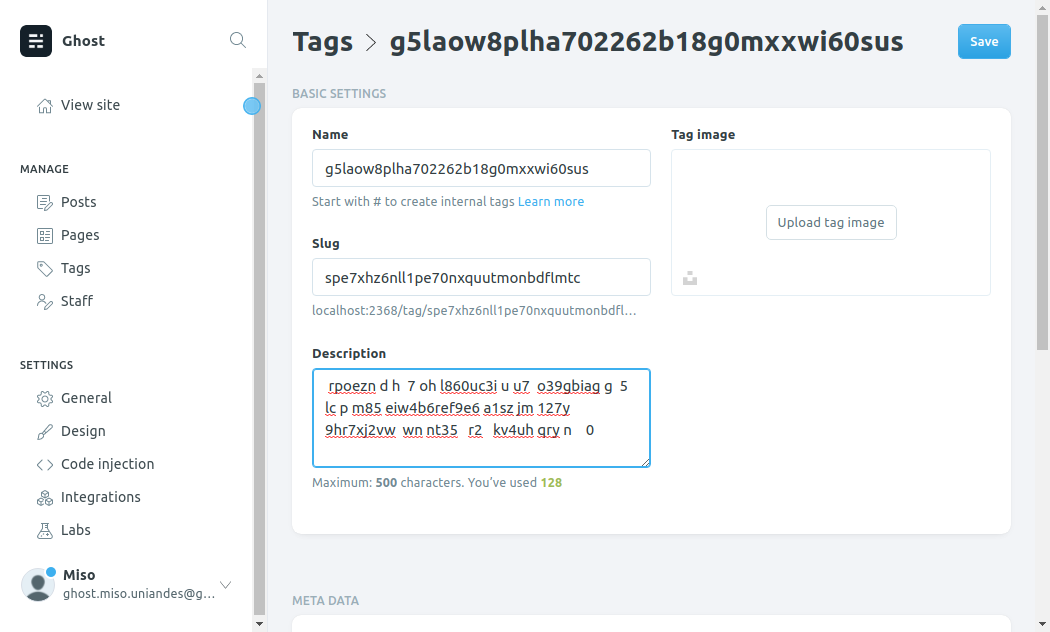 Ghost
View site
MANAGE
Posts
Pages
Tags
Staff
SETTINGS
General
Design
Code injection
Integrations
Labs
Miso
ghost.miso.uniandes@g...
Tags > g5laow8plha702262b18g0mxxwi60sus
Save
BASIC SETTINGS
Name
g5laow8plha702262b18g0mxxwi60sus
Start with # to create internal tags Learn more
Slug
spe7xhz6nll1pe70nxquutmonbdflmtc
localhost:2368/tag/spe7xhz6nll1pe70nxquutmonbdfl...
Description
rpoezn d h 7 oh l860uc3i u u7 o39gbiag g 5
lc p m85 eiw4b6ref9e6 a1sz jm 127y
9hr7xj2vw wn nt35 r2 kv4uh qry n 0
Maximum: 500 characters. You've used 128
Tag image
Upload tag image
META DATA